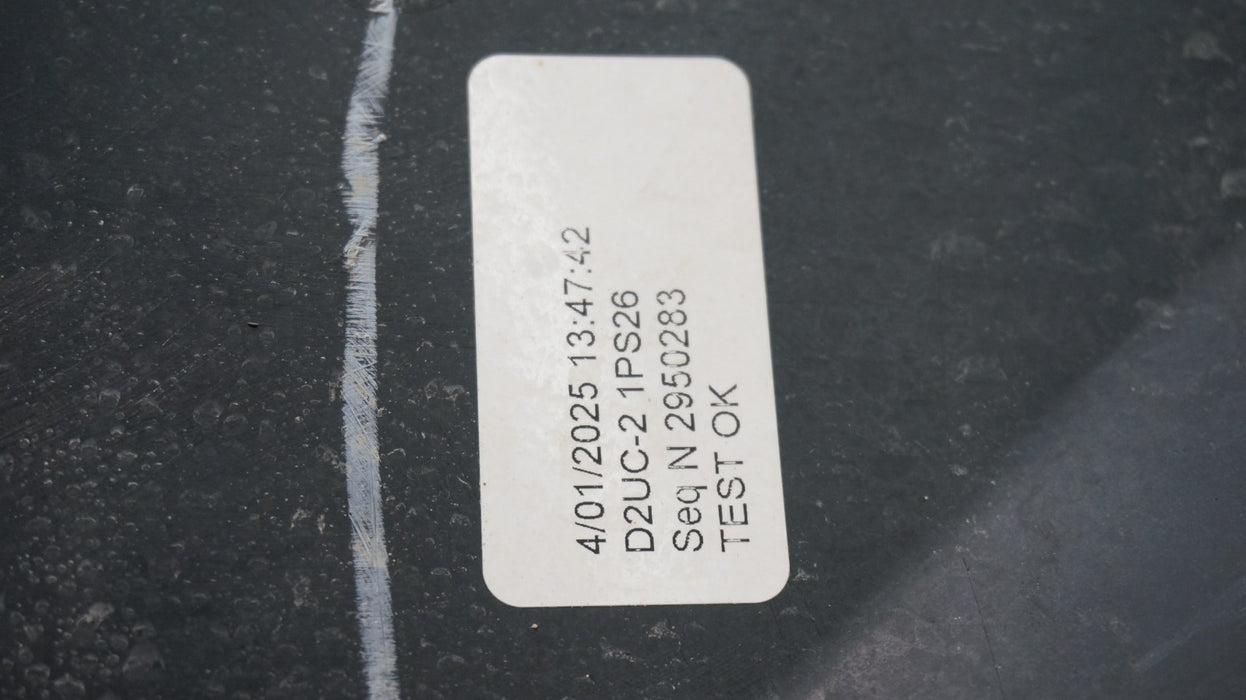 4/01/2025 13:47:42
D2UC-2 1PS26
Seq N 2950283
TEST OK